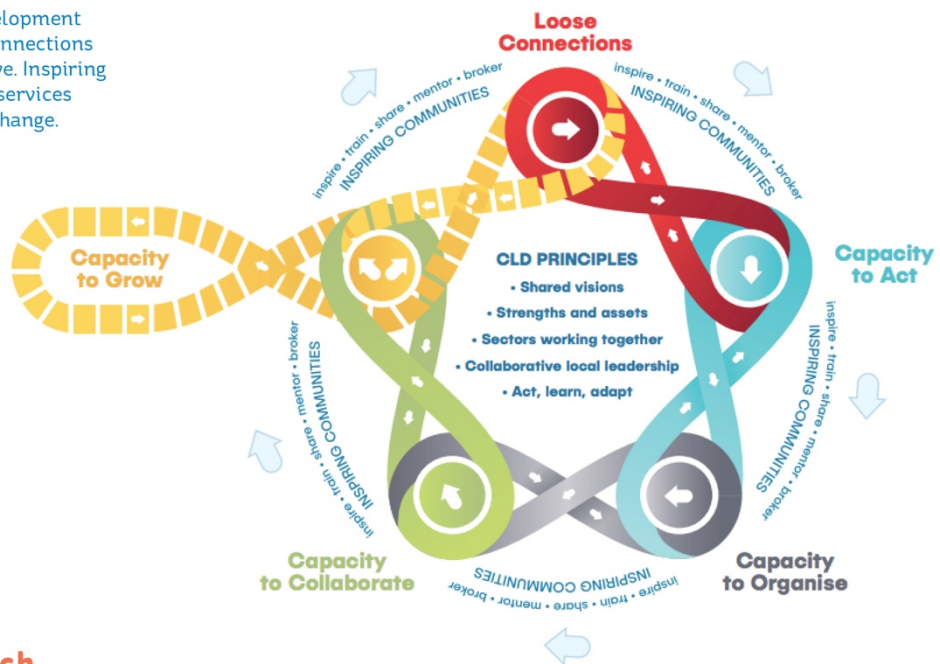 nnections
hange.
services
Loose
Connections
inspire • train • share • mentor • broker
INSPIRING COMMUNITIES
inspire • train • share • mentor • broker
INSPIRING COMMUNITIES
Capacity
to Grow
CLD PRINCIPLES
• Shared visions
• Strengths and assets
• Sectors working together
• Collaborative local leadership
• Act, learn, adapt
Capacity
to Act
inspire • train • share • mentor • broker
INSPIRING COMMUNITIES
inspire • train • share • mentor • broker
INSPIRING COMMUNITIES
Capacity
to Collaborate
Capacity
to Organise
INSPIRING COMMUNITIES
inspire • train • share • mentor • broker